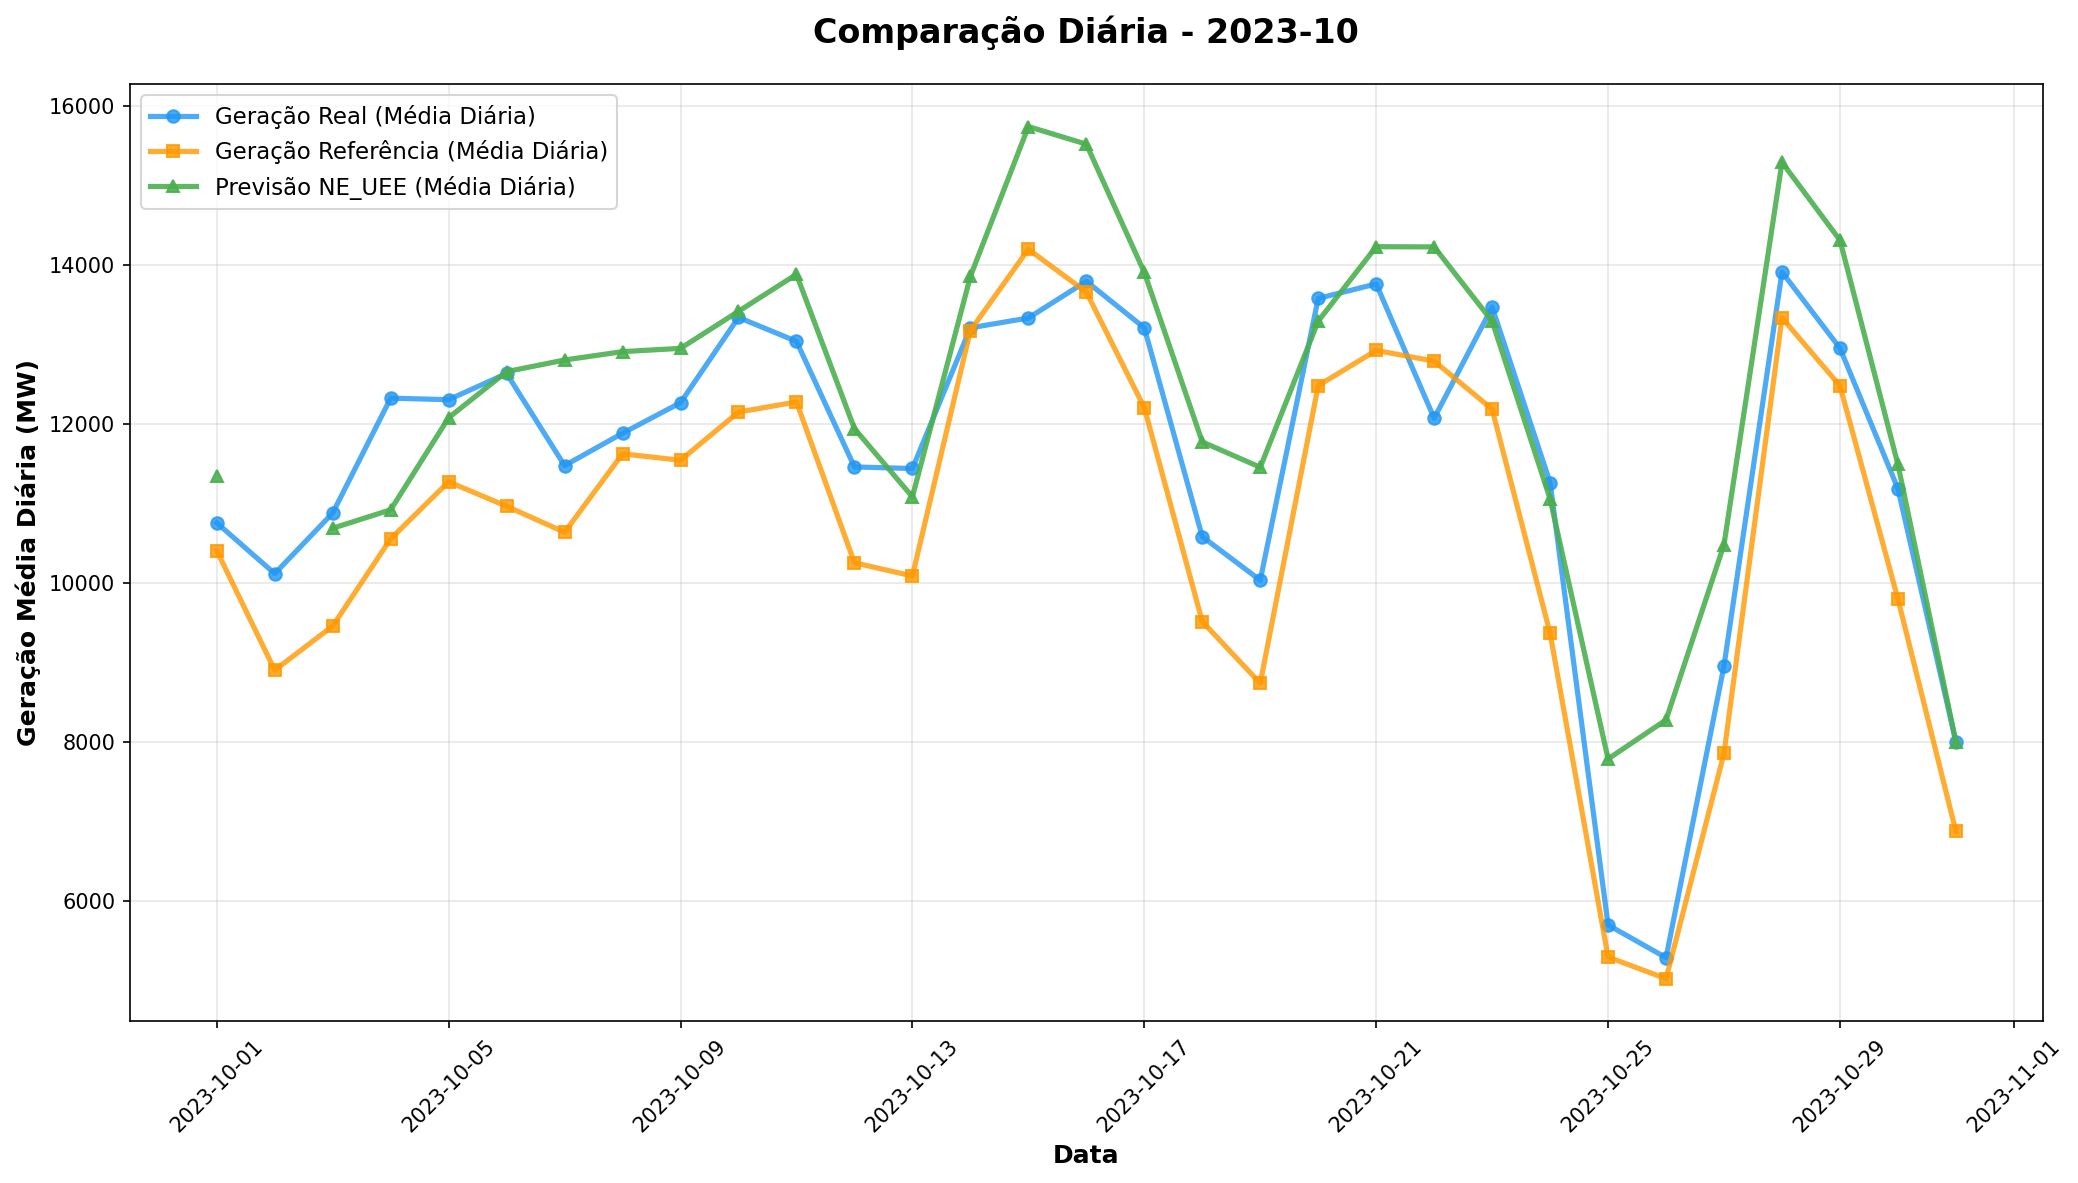 Comparação Diária - 2023-10
Geração Real (Média Diária)
Geração Referência (Média Diária)
Previsão NE_UEE (Média Diária)
Geração Média Diária (MW)
16000
14000
12000
10000
8000
6000
2023-10-01
2023-10-05
2023-10-09
2023-10-13
2023-10-17
2023-10-21
2023-10-25
2023-10-29
2023-11-01
Data